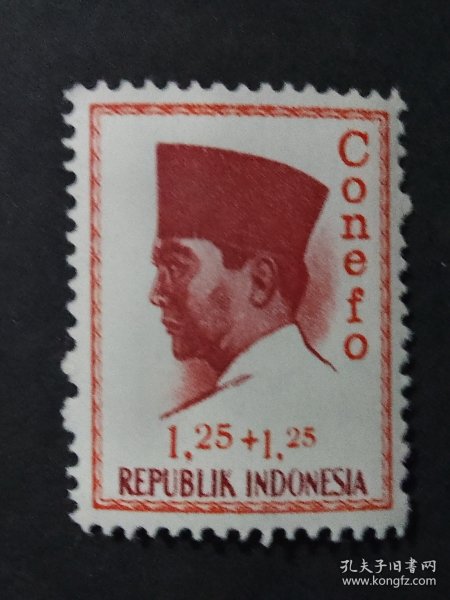 Conefo
1,25+1,25
REPUBLIK INDONESIA
孔夫子旧书网
www.kongfz.com